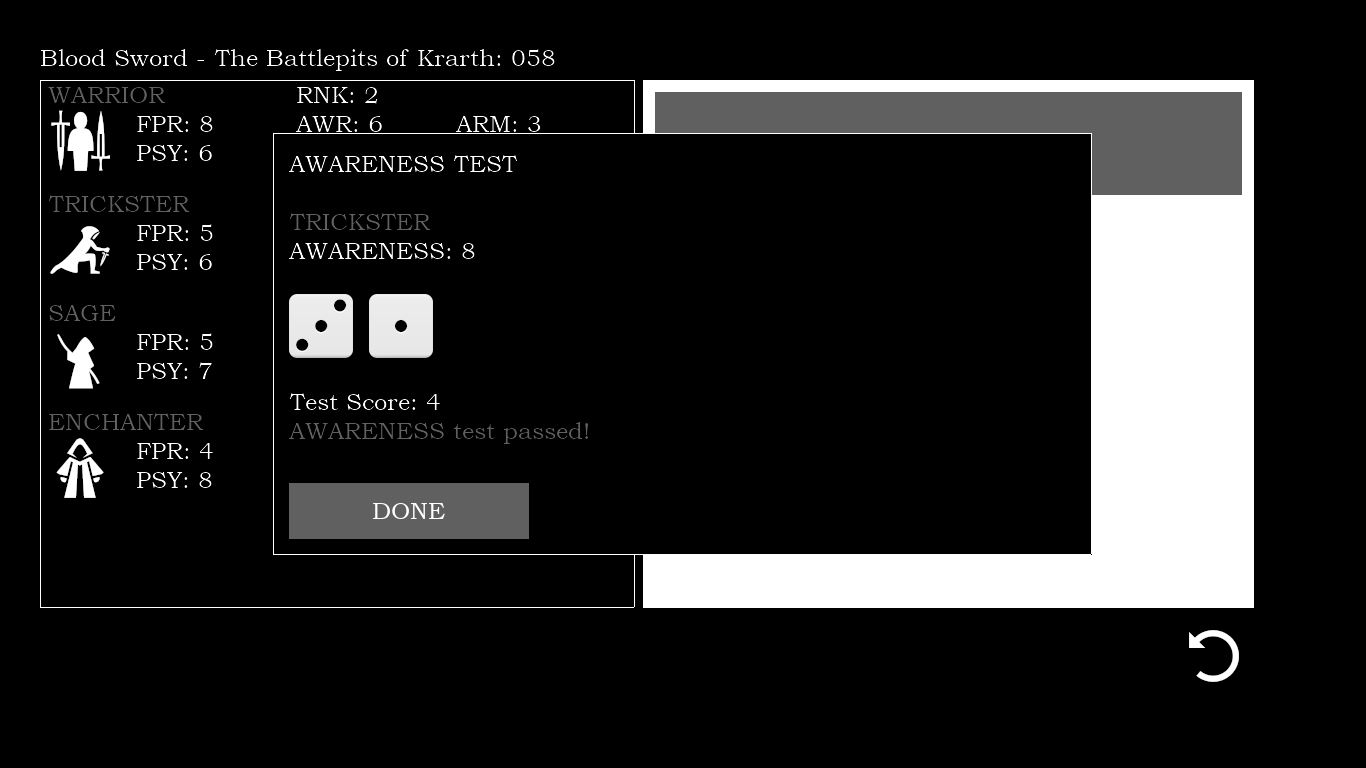 Blood Sword - The Battlepits of Krarth: 058
WARRIOR
RNK: 2
FPR: 8
AWR: 6
ARM: 3
PSY: 6
TRICKSTER
FPR: 5
PSY: 6
SAGE
FPR: 5
PSY: 7
ENCHANTER
FPR: 4
PSY: 8
AWARENESS TEST
TRICKSTER
AWARENESS: 8
Test Score: 4
AWARENESS test passed!
DONE